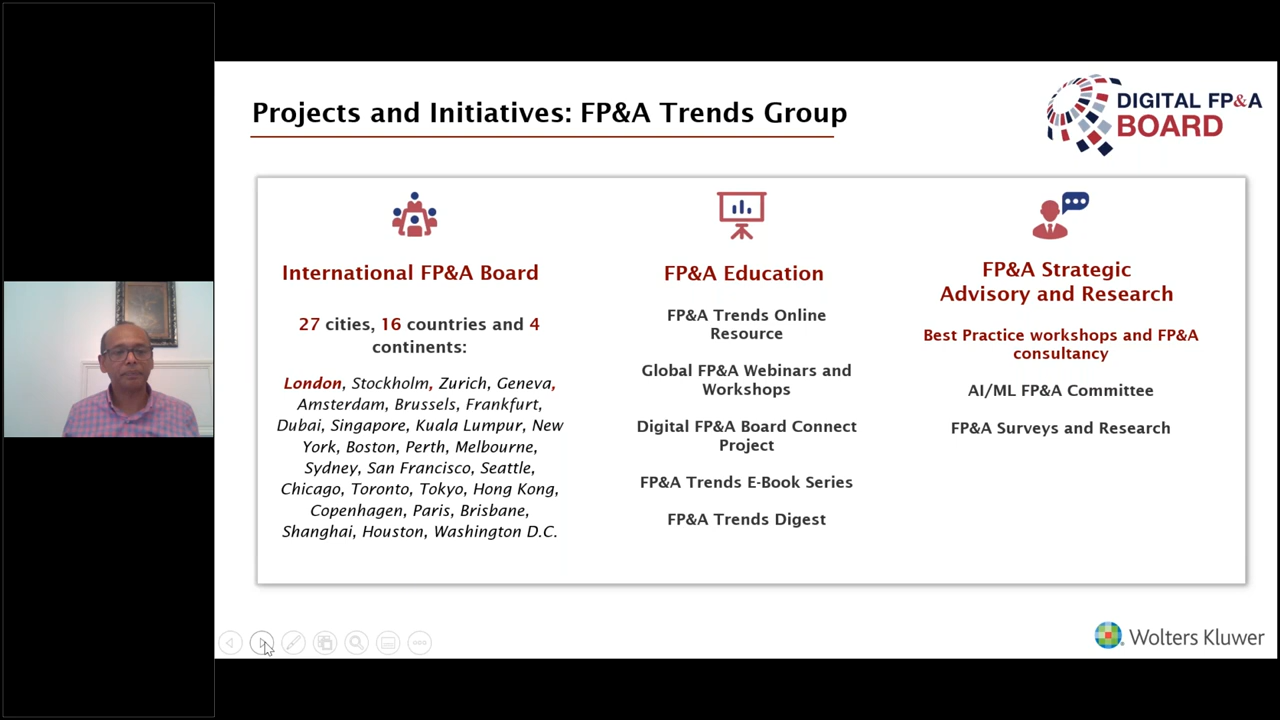 Projects and Initiatives: FP&A Trends Group
DIGITAL FP&A
BOARD
International FP&A Board
27 cities, 16 countries and 4
continents:
London, Stockholm, Zurich, Geneva,
Amsterdam, Brussels, Frankfurt,
Dubai, Singapore, Kuala Lumpur, New
York, Boston, Perth, Melbourne,
Sydney, San Francisco, Seattle,
Chicago, Toronto, Tokyo, Hong Kong,
Copenhagen, Paris, Brisbane,
Shanghai, Houston, Washington D.C.
FP&A Education
FP&A Trends Online
Resource
Global FP&A Webinars and
Workshops
Digital FP&A Board Connect
Project
FP&A Trends E-Book Series
FP&A Trends Digest
FP&A Strategic
Advisory and Research
Best Practice workshops and FP&A
consultancy
AI/ML FP&A Committee
FP&A Surveys and Research
Wolters Kluwer